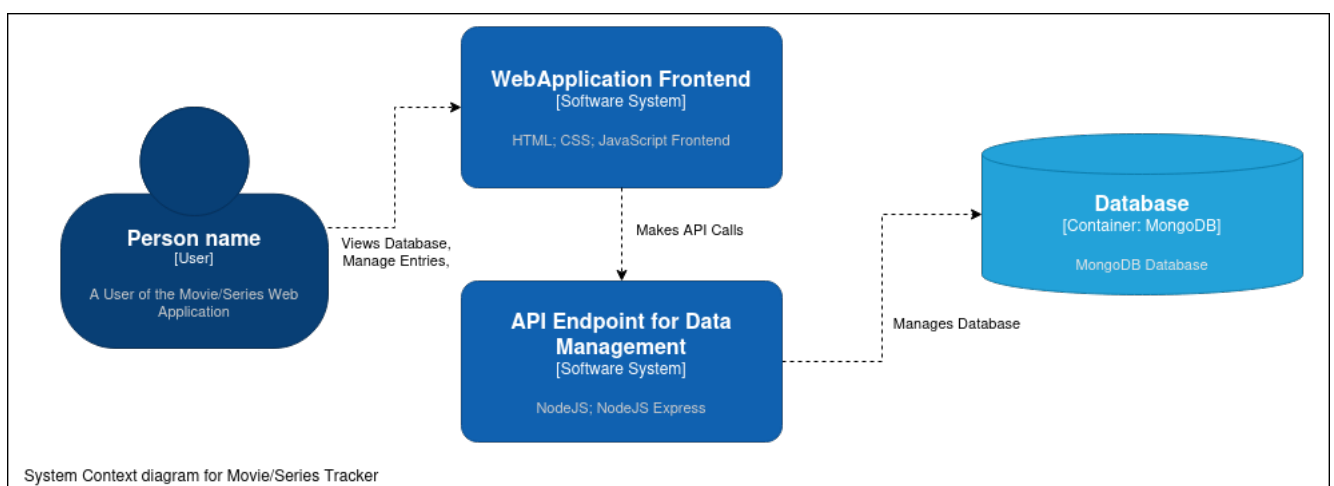 WebApplication Frontend
[Software System]
HTML; CSS; JavaScript Frontend
Person name
[User]
A User of the Movie/Series Web
Application
Views Database,
Manage Entries,
Makes API Calls
API Endpoint for Data
Management
[Software System]
NodeJS; NodeJS Express
Manages Database
Database
[Container: MongoDB]
MongoDB Database
System Context diagram for Movie/Series Tracker